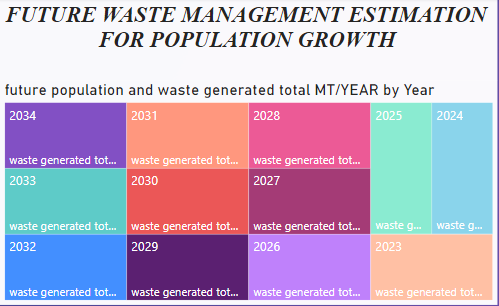 FUTURE WASTE MANAGEMENT ESTIMATION
FOR POPULATION GROWTH
future population and waste generated total MT/YEAR by Year
2034
waste generated tot...
2033
waste generated tot...
2032
waste generated tot...
2031
waste generated tot...
2030
waste generated tot...
2029
waste generated tot...
2028
waste generated tot...
2027
waste generated tot...
2026
waste generated tot...
2025
waste g...
2024
waste g...
2023
waste generated tot...